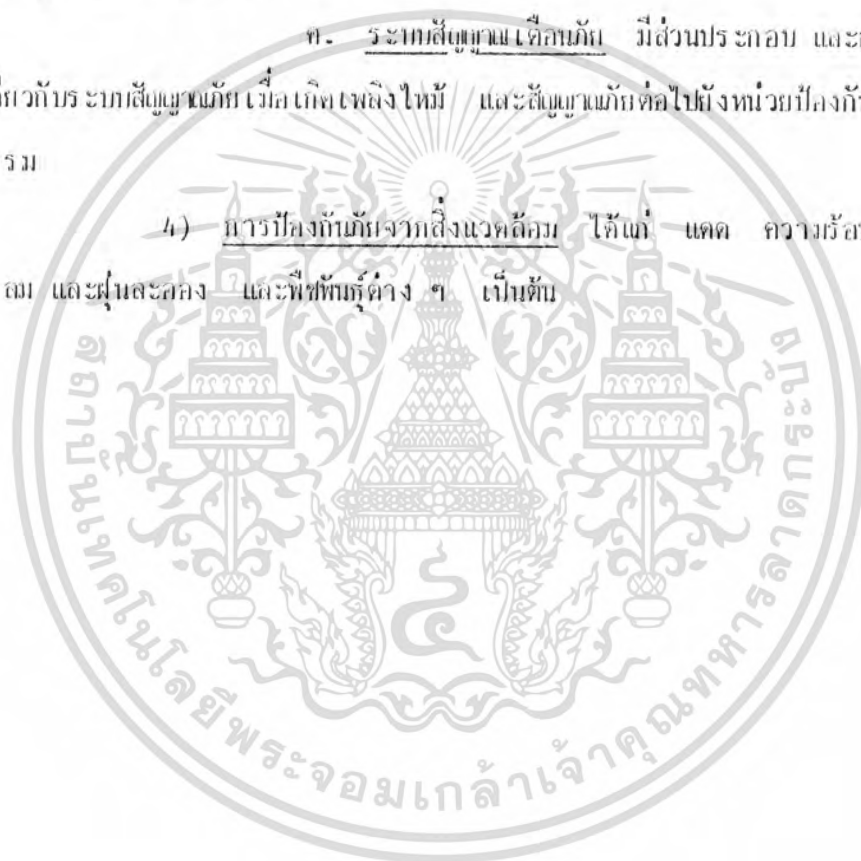 ค. ระบบสัญญาณเตือนภัย มีส่วนประกอบ และ
ยวกับระบบสัญญาณภัยเมื่อเกิดเพลิงไหม้ และสัญญาณภัยต่อไปยังหน่วยป้องกั
รม
4) การป้องกันภัยจากสิ่งแวดล้อม ได้แก่ แดด ความร้อ
ลม และฝุ่นละออง และพืชพันธุ์ต่าง ๆ เป็นต้น
สถาบันเทคโนโลยีพระจอมเกล้าเจ้าคุณทหารลาดกระบัง
๔